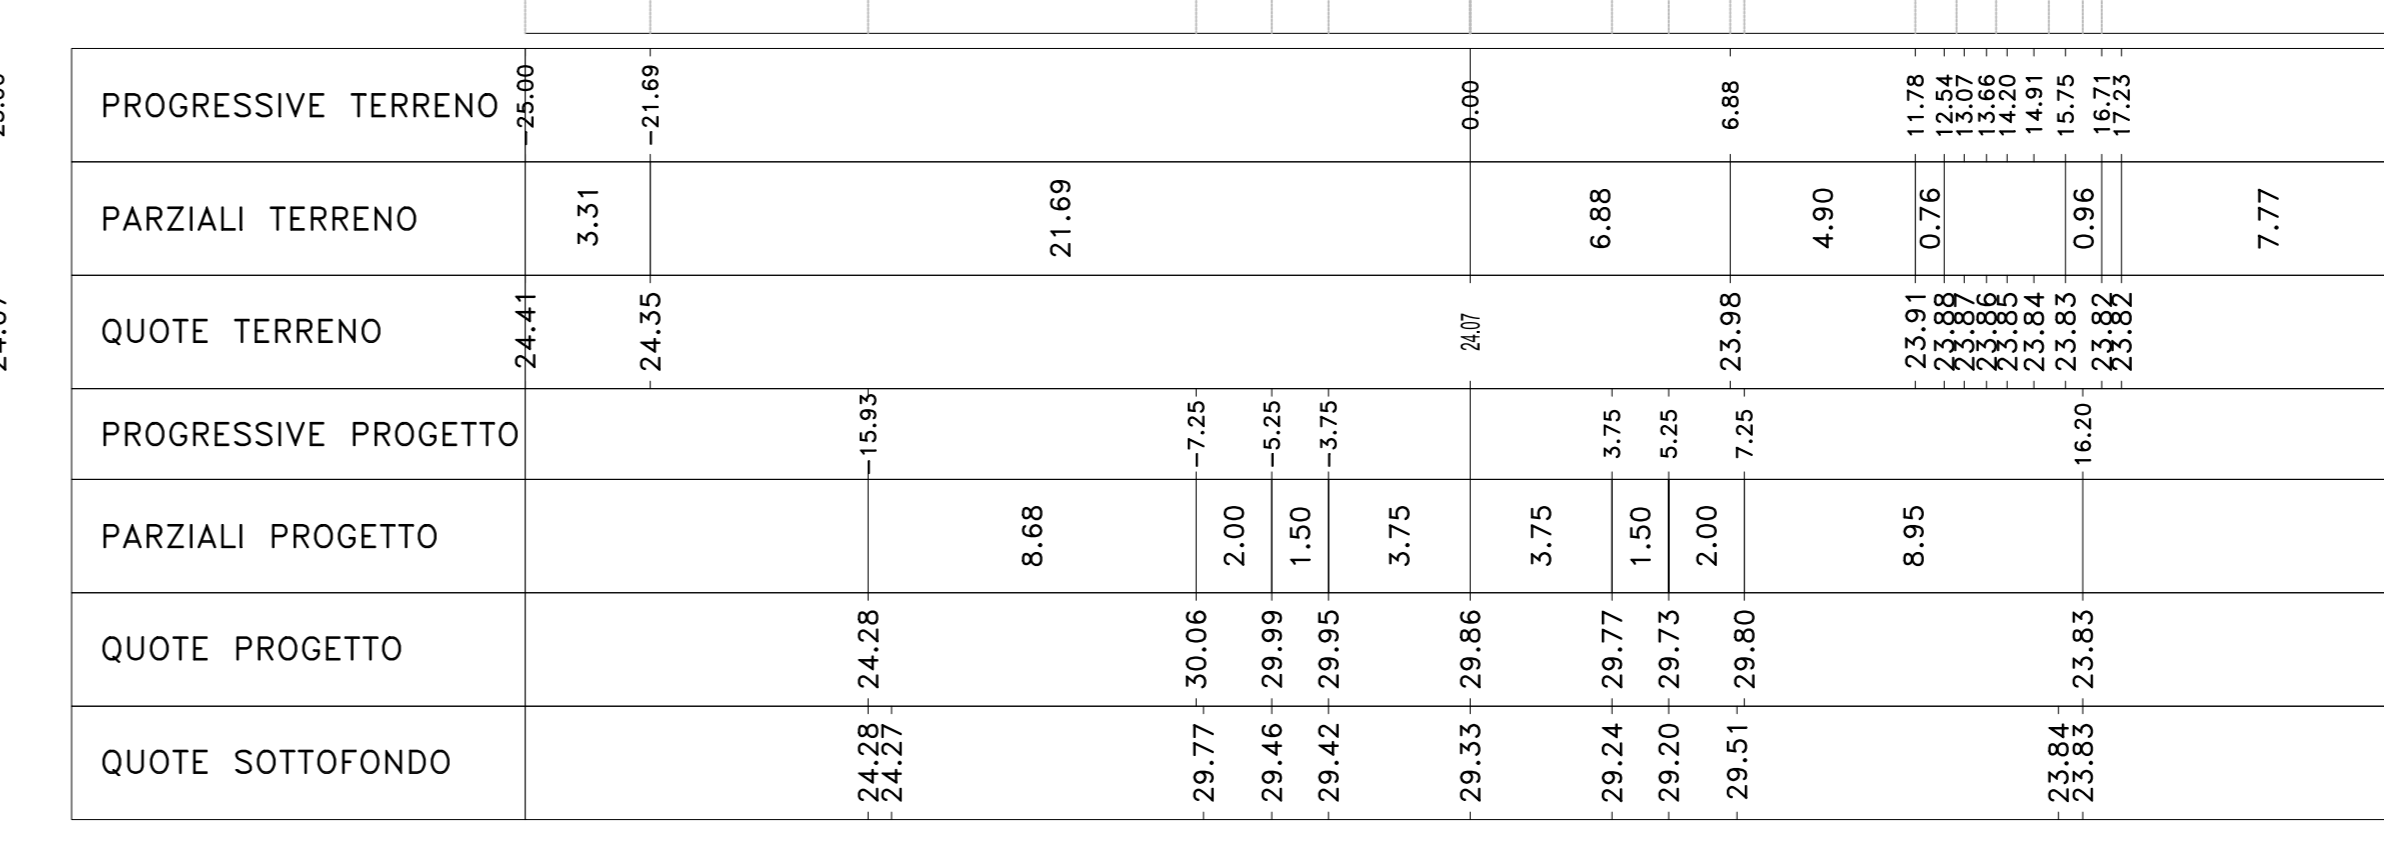 PROGRESSIVE TERRENO -25.00 -21.69 0.00 6.88 11.78 12.54 13.07 13.66 14.20 14.91 15.75 16.71 17.23
PARZIALI TERRENO 3.31 21.69 6.88 4.90 0.76 0.96 7.77
QUOTE TERRENO 24.41 24.35 24.07 23.98 23.91 23.88 23.87 23.86 23.85 23.84 23.83 23.82 23.82
PROGRESSIVE PROGETTO -15.93 -7.25 -5.25 -3.75 3.75 5.25 7.25 16.20
PARZIALI PROGETTO 8.68 2.00 1.50 3.75 3.75 1.50 2.00 8.95
QUOTE PROGETTO 24.28 30.06 29.99 29.95 29.86 29.77 29.73 29.80 23.83
QUOTE SOTTOFONDO 24.28 24.27 29.77 29.46 29.42 29.33 29.24 29.20 29.51 23.84 23.83